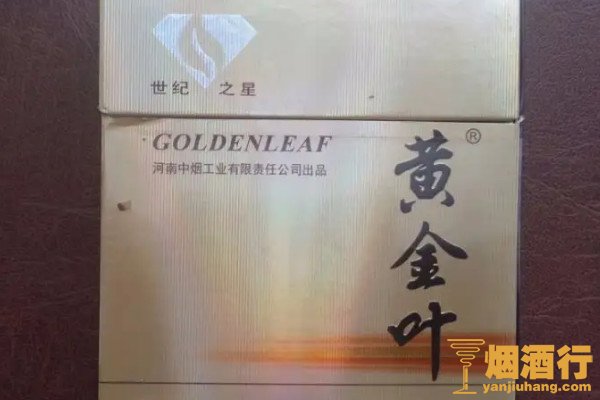 世纪 之星
GOLDENLEAF
河南中烟工业有限责任公司出品
黄金叶®
烟酒行
yanjiuhang.com